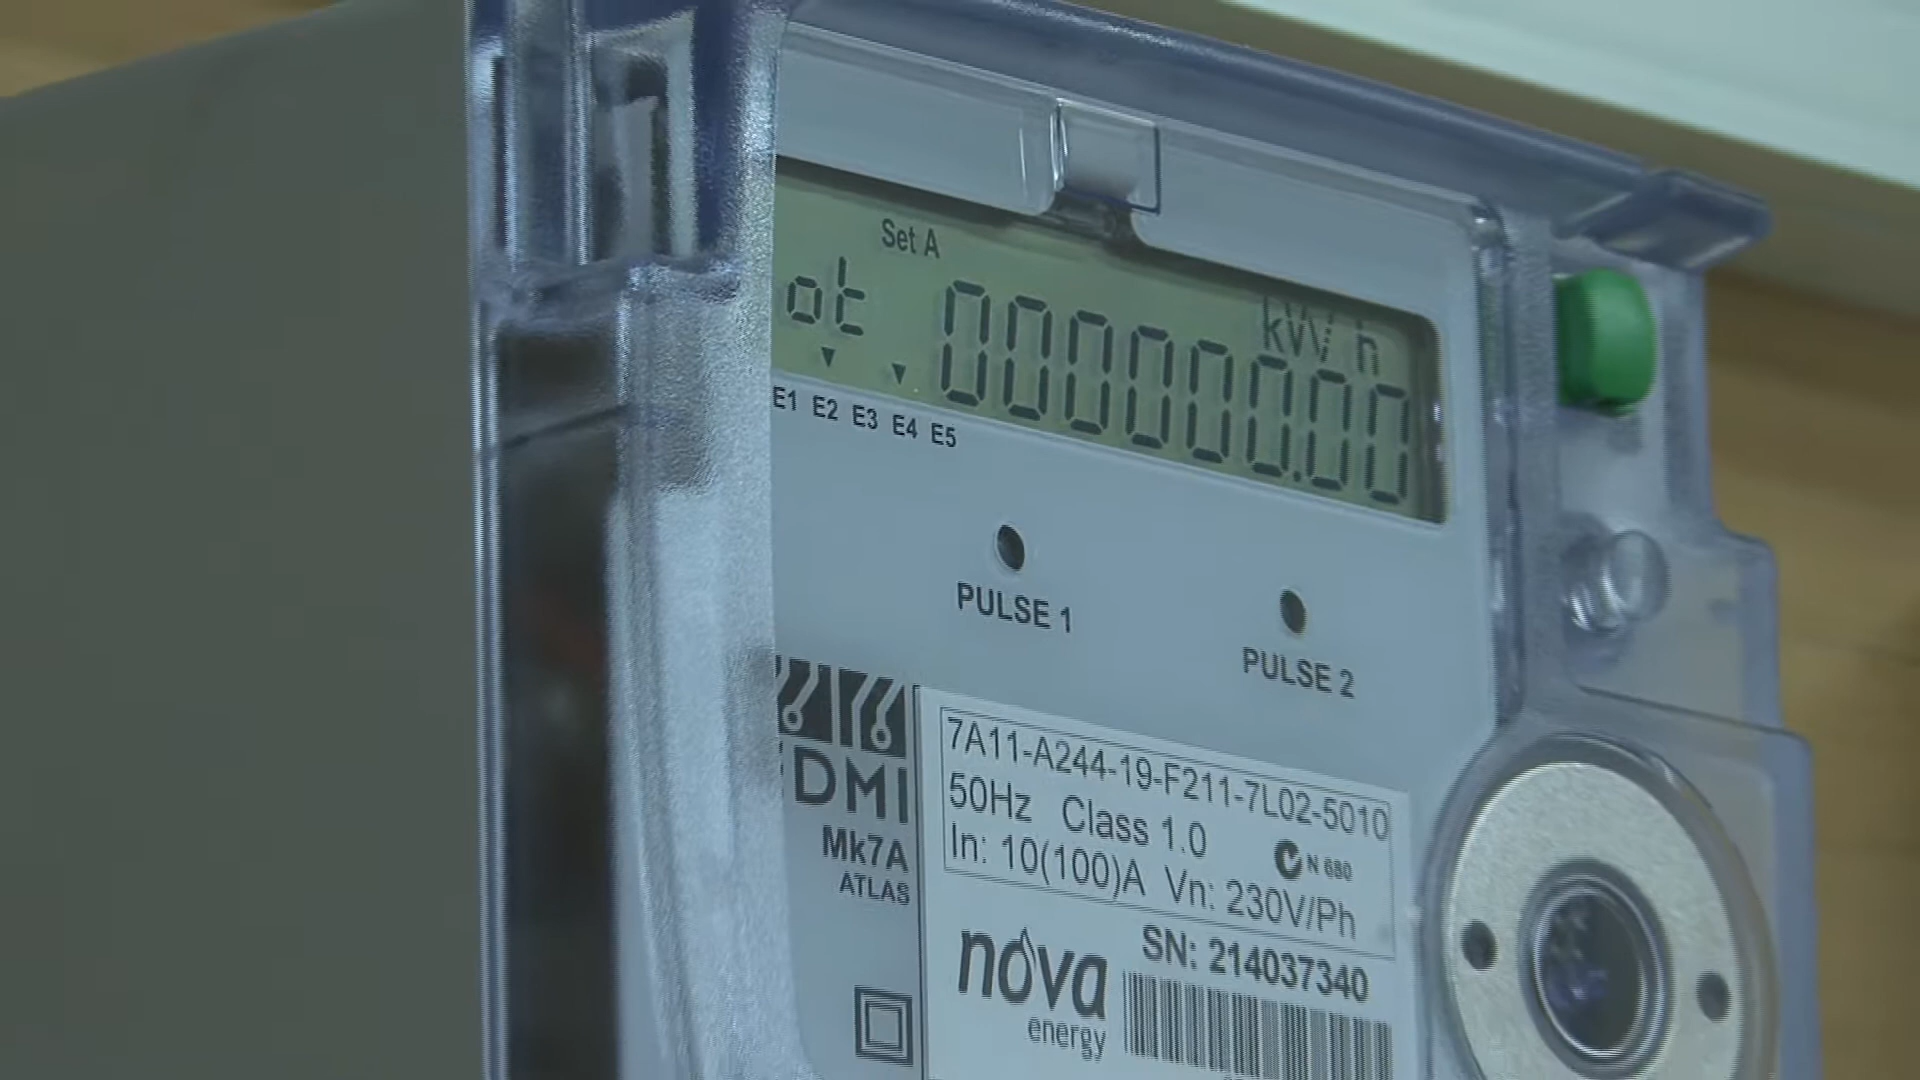 Set A
ot 000000.00 kWh
E1 E2 E3 E4 E5
PULSE 1
PULSE 2
EDMI
Mk7A
ATLAS
7A11-A244-19-F211-7L02-5010
50Hz Class 1.0
In: 10(100)A Vn: 230V/Ph
N 680
SN: 214037340
nova
energy